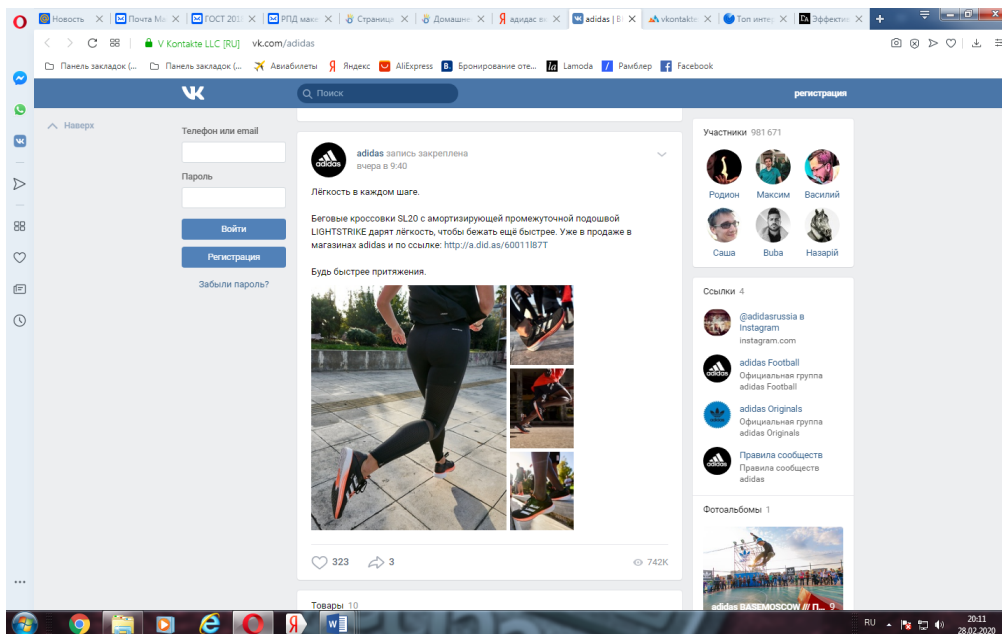 Новость
Почта Ма
ГОСТ 201
РПД мак
Страница
Домашне
адидас в
adidas | В
vkontakte
Топ интер
Эффектив
V Kontakte LLC [RU] vk.com/adidas
Панель закладок (...
Панель закладок (...
Авиабилеты
Яндекс
AliExpress
Бронирование оте...
Lamoda
Рамблер
Facebook
Поиск
регистрация
Наверх
Телефон или email
Пароль
Войти
Регистрация
Забыли пароль?
adidas запись закреплена
вчера в 9:40
Лёгкость в каждом шаге.
Беговые кроссовки SL20 с амортизирующей промежуточной подошвой
LIGHTSTRIKE дарят лёгкость, чтобы бежать ещё быстрее. Уже в продаже в
магазинах adidas и по ссылке: http://a.did.as/60011l87T
Будь быстрее притяжения.
323
3
742K
Товары 10
Участники 981 671
Родион Максим Василий
Саша Buba Назарій
Ссылки 4
@adidasrussia в
Instagram
instagram.com
adidas Football
Официальная группа
adidas Football
adidas Originals
Официальная группа
adidas Originals
Правила сообществ
Правила сообществ
adidas
Фотоальбомы 1
adidas BASEMOSCOW /// П... 9
RU
20:11
28.02.2020